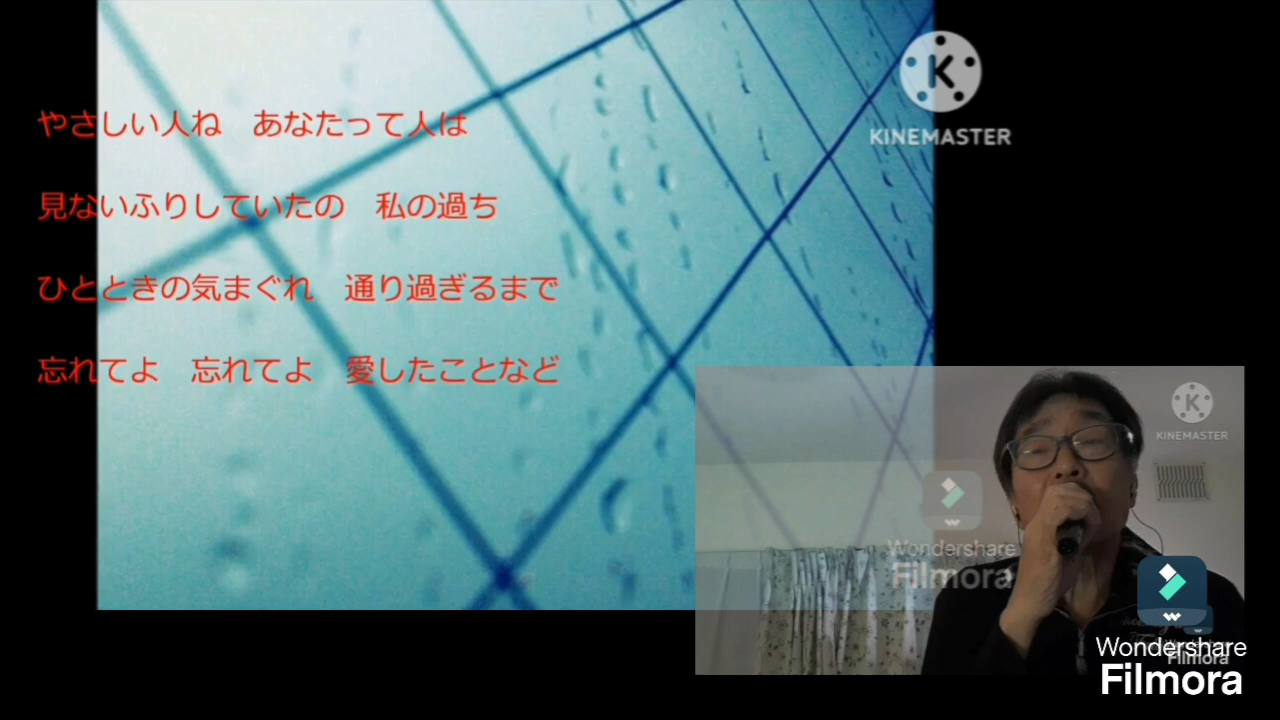 やさしい人ね　あなたって人は
見ないふりしていたの　私の過ち
ひとときの気まぐれ　通り過ぎるまで
忘れてよ　忘れてよ　愛したことなど
KINEMASTER
KINEMASTER
Wondershare
Filmora
Wondershare
Filmora
Filmora